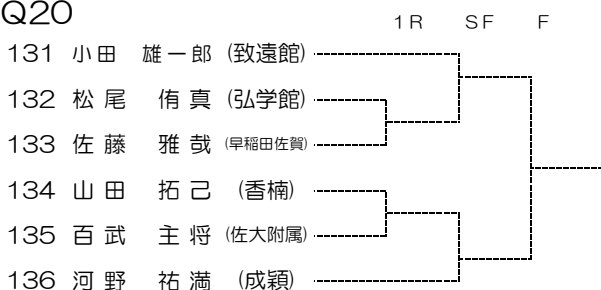 Q20
1R SF F
131 小田 雄一郎 (致遠館)
132 松尾 侑真 (弘学館)
133 佐藤 雅哉 (早稲田佐賀)
134 山田 拓己 (香楠)
135 百武 主将 (佐大附属)
136 河野 祐満 (成穎)